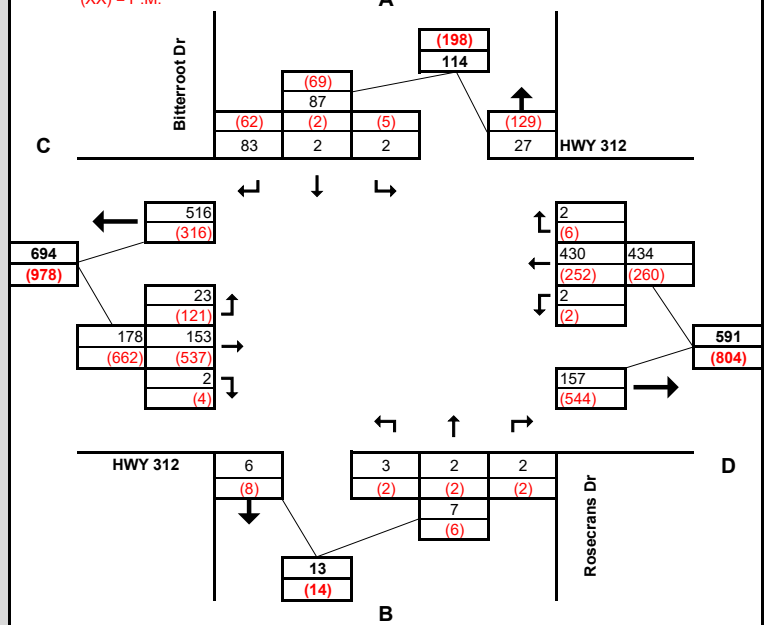 (XX) = P.M.
A
Bitterroot Dr
(198)
114
(69)
87
(62) (2) (5)
83 2 2
(129)
27
HWY 312
C
516
(316)
694
(978)
23
(121)
178 153
(662) (537)
2
(4)
2
(6)
430 434
(252) (260)
2
(2)
591
(804)
157
(544)
HWY 312
6
(8)
3 2 2
(2) (2) (2)
7
(6)
13
(14)
Rosecrans Dr
D
B